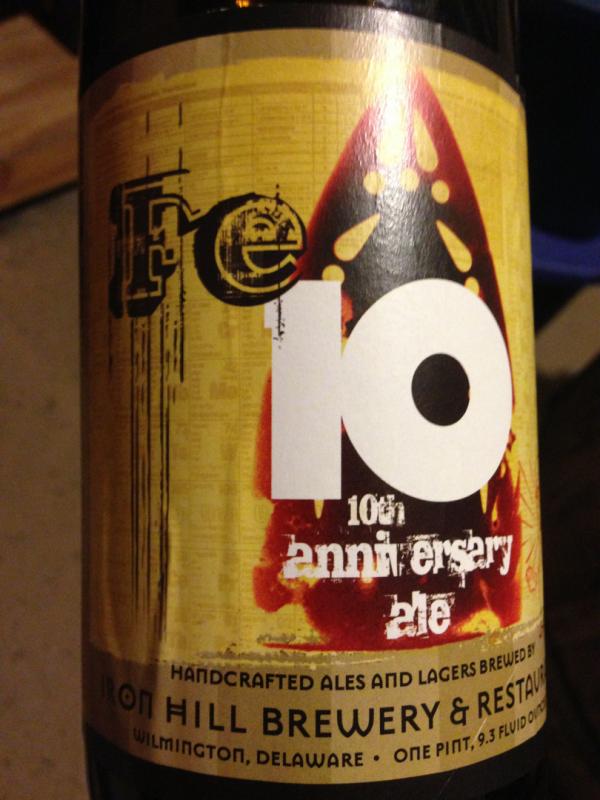 Fe
10
10th
anniversary
ale
HANDCRAFTED ALES AND LAGERS BREWED BY
IRON HILL BREWERY &
WILMINGTON, DELAWARE • ONE PINT, 9.3 FLUID